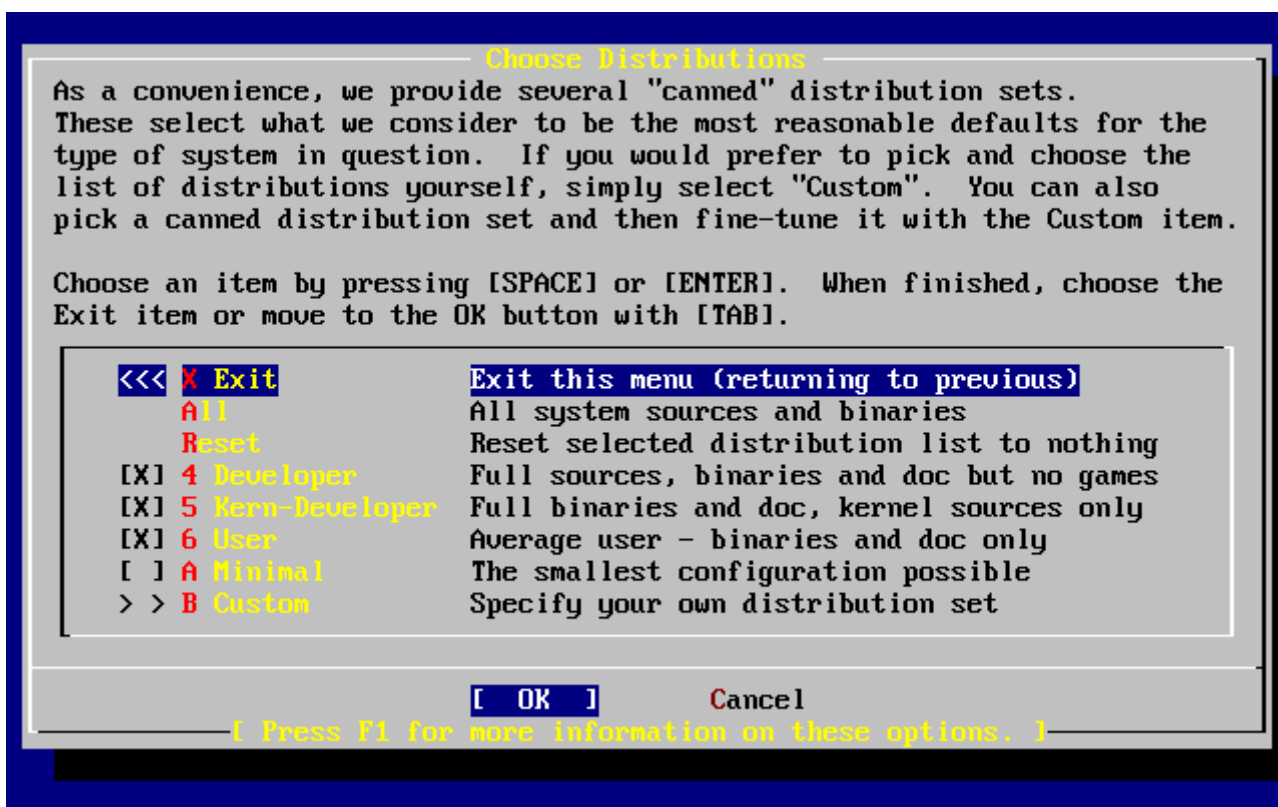 Choose Distributions
As a convenience, we provide several "canned" distribution sets.
These select what we consider to be the most reasonable defaults for the
type of system in question.  If you would prefer to pick and choose the
list of distributions yourself, simply select "Custom".  You can also
pick a canned distribution set and then fine-tune it with the Custom item.
Choose an item by pressing [SPACE] or [ENTER].  When finished, choose the
Exit item or move to the OK button with [TAB].
<<< X Exit Exit this menu (returning to previous)
All All system sources and binaries
Reset Reset selected distribution list to nothing
[X] 4 Developer Full sources, binaries and doc but no games
[X] 5 Kern-Developer Full binaries and doc, kernel sources only
[X] 6 User Average user - binaries and doc only
[ ] A Minimal The smallest configuration possible
> > B Custom Specify your own distribution set
[ OK ] Cancel
[ Press F1 for more information on these options. ]